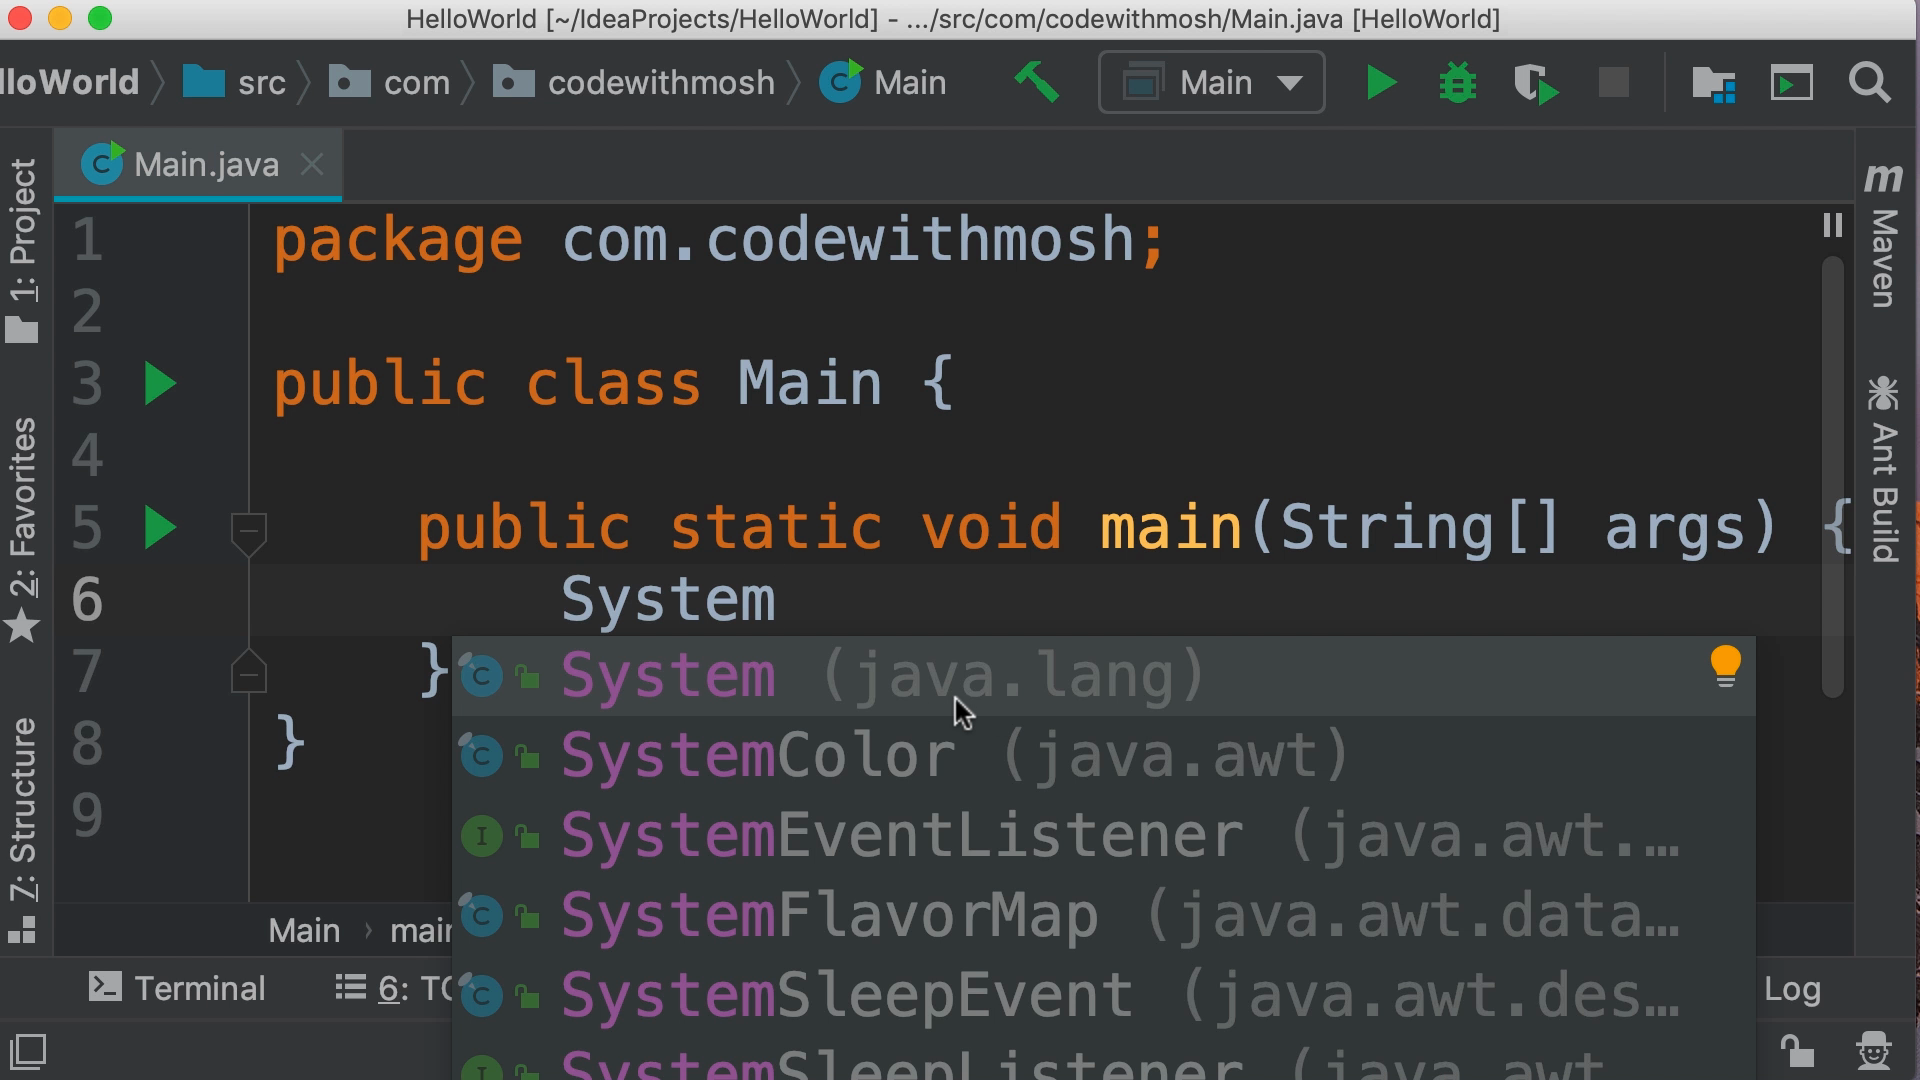 HelloWorld [~/IdeaProjects/HelloWorld] - .../src/com/codewithmosh/Main.java [HelloWorld]
lloWorld src com codewithmosh Main Main
Main.java
1: Project
2: Favorites
7: Structure
1 package com.codewithmosh;
2
3 public class Main {
4
5 public static void main(String[] args) {
6 System
7 }
8 }
9
System (java.lang)
SystemColor (java.awt)
SystemEventListener (java.awt.…
SystemFlavorMap (java.awt.data…
SystemSleepEvent (java.awt.des…
SystemSleepListener (java.awt.
Main › main
Terminal 6: TO
Log
m Maven
Ant Build